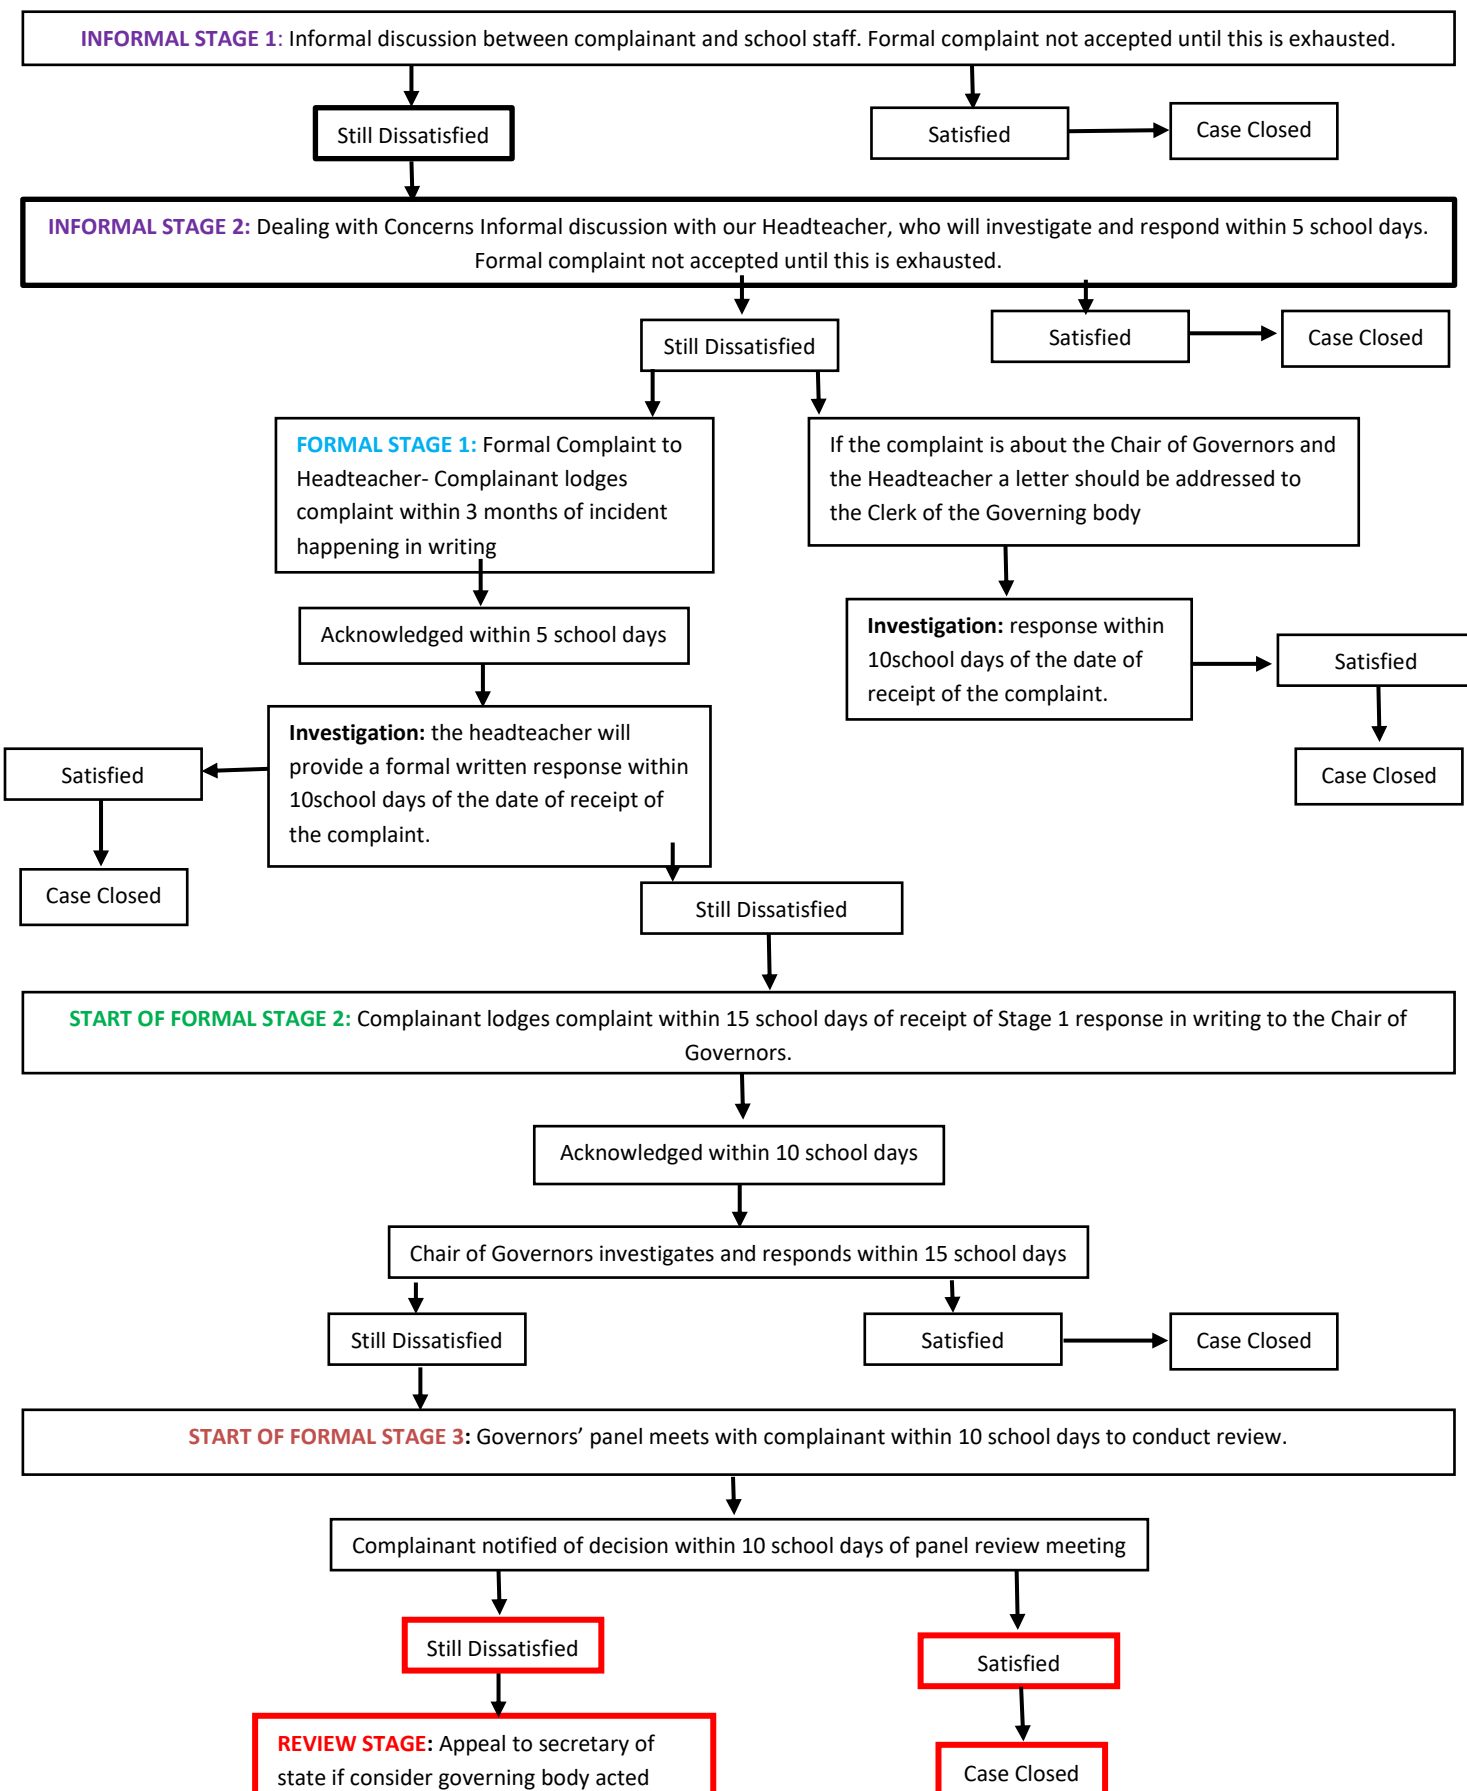 INFORMAL STAGE 1: Informal discussion between complainant and school staff. Formal complaint not accepted until this is exhausted.
Still Dissatisfied
Satisfied
Case Closed
INFORMAL STAGE 2: Dealing with Concerns Informal discussion with our Headteacher, who will investigate and respond within 5 school days.
Formal complaint not accepted until this is exhausted.
Still Dissatisfied
Satisfied
Case Closed
FORMAL STAGE 1: Formal Complaint to
Headteacher- Complainant lodges
complaint within 3 months of incident
happening in writing
If the complaint is about the Chair of Governors and
the Headteacher a letter should be addressed to
the Clerk of the Governing body
Acknowledged within 5 school days
Investigation: response within
10school days of the date of
receipt of the complaint.
Satisfied
Case Closed
Investigation: the headteacher will
provide a formal written response within
10school days of the date of receipt of
the complaint.
Satisfied
Case Closed
Still Dissatisfied
START OF FORMAL STAGE 2: Complainant lodges complaint within 15 school days of receipt of Stage 1 response in writing to the Chair of
Governors.
Acknowledged within 10 school days
Chair of Governors investigates and responds within 15 school days
Still Dissatisfied
Satisfied
Case Closed
START OF FORMAL STAGE 3: Governors’ panel meets with complainant within 10 school days to conduct review.
Complainant notified of decision within 10 school days of panel review meeting
Still Dissatisfied
Satisfied
REVIEW STAGE: Appeal to secretary of
state if consider governing body acted
Case Closed